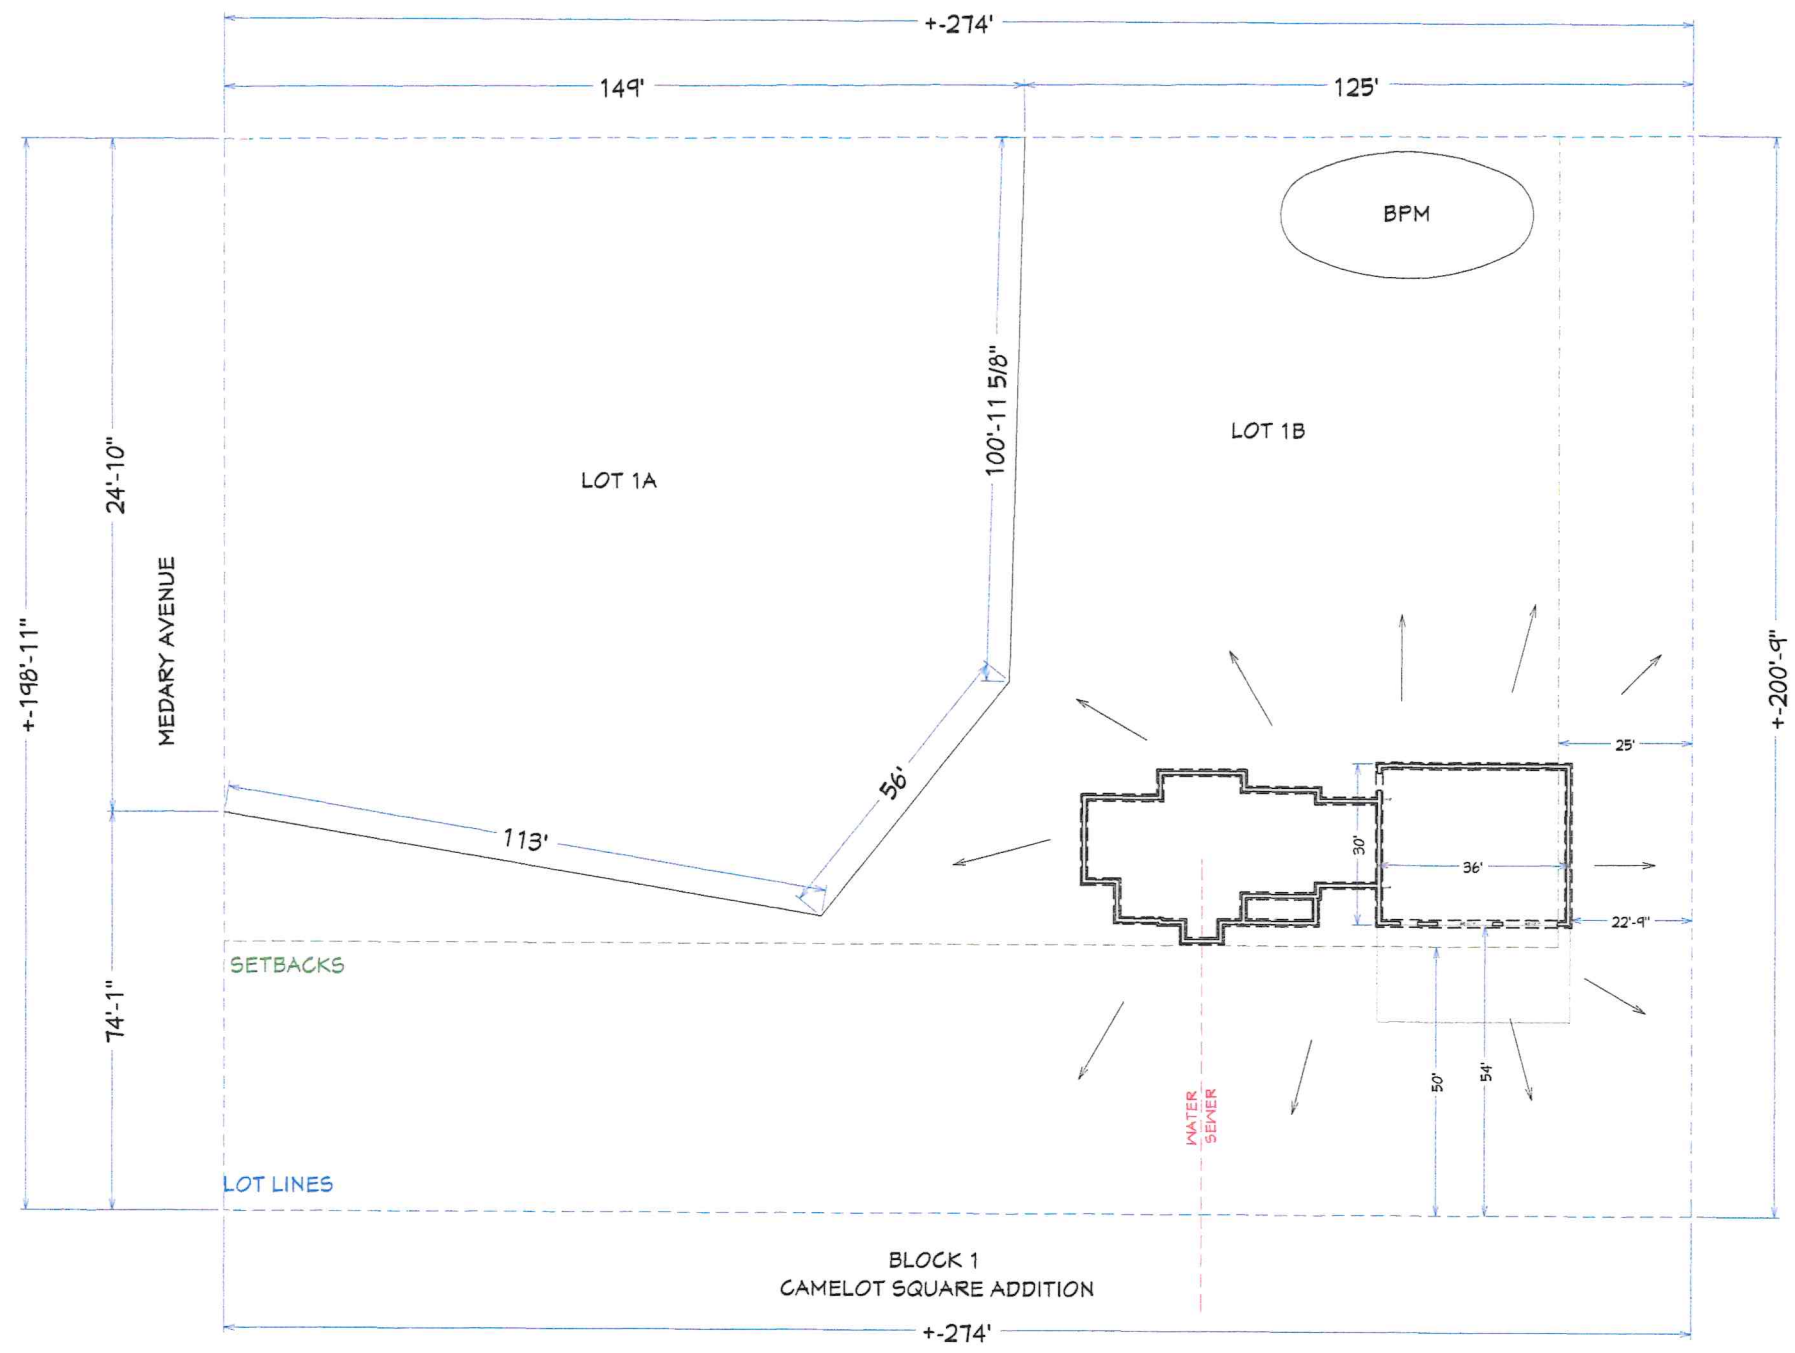 +-274'
149'
125'
BPM
100'-11 5/8"
LOT 1B
24'-10"
LOT 1A
MEDARY AVENUE
+-198'-11"
+-200'-9"
25'
56'
113'
30'
36'
22'-9"
SETBACKS
74'-1"
50'
54'
WATER
SEWER
LOT LINES
BLOCK 1
CAMELOT SQUARE ADDITION
+-274'